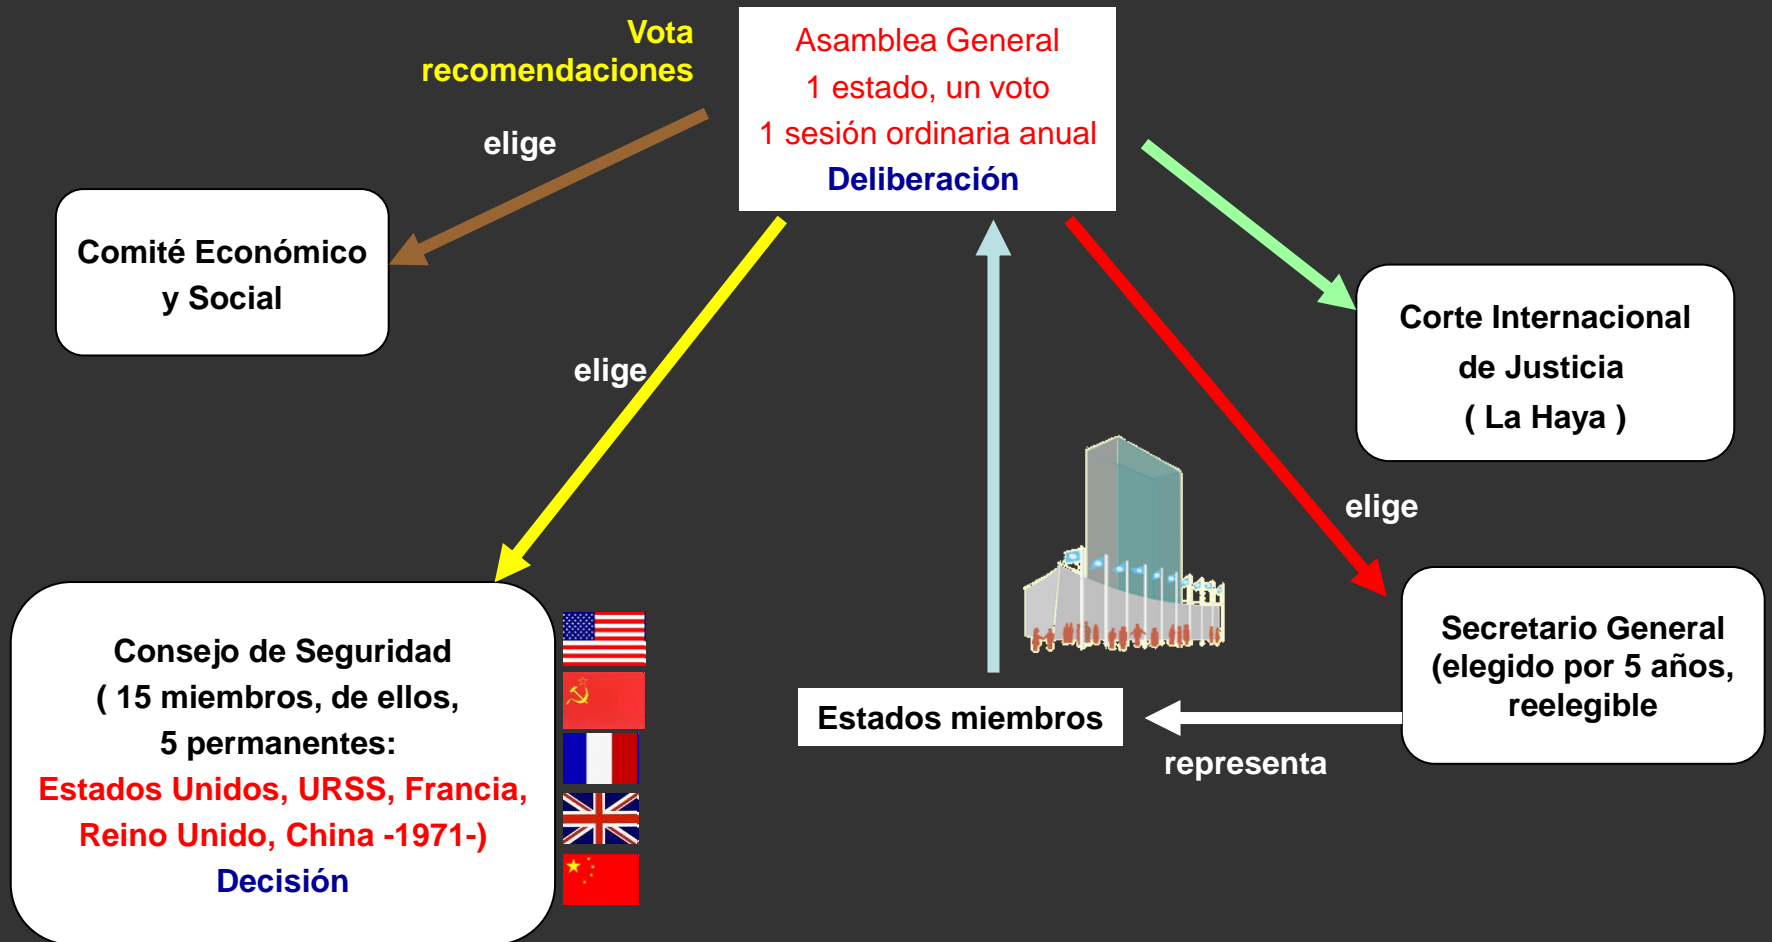 Vota
recomendaciones
Asamblea General
1 estado, un voto
1 sesión ordinaria anual
Deliberación
elige
Comité Económico
y Social
elige
Corte Internacional
de Justicia
( La Haya )
elige
Consejo de Seguridad
( 15 miembros, de ellos,
5 permanentes:
Estados Unidos, URSS, Francia,
Reino Unido, China -1971-)
Decisión
Estados miembros
representa
Secretario General
(elegido por 5 años,
reelegible